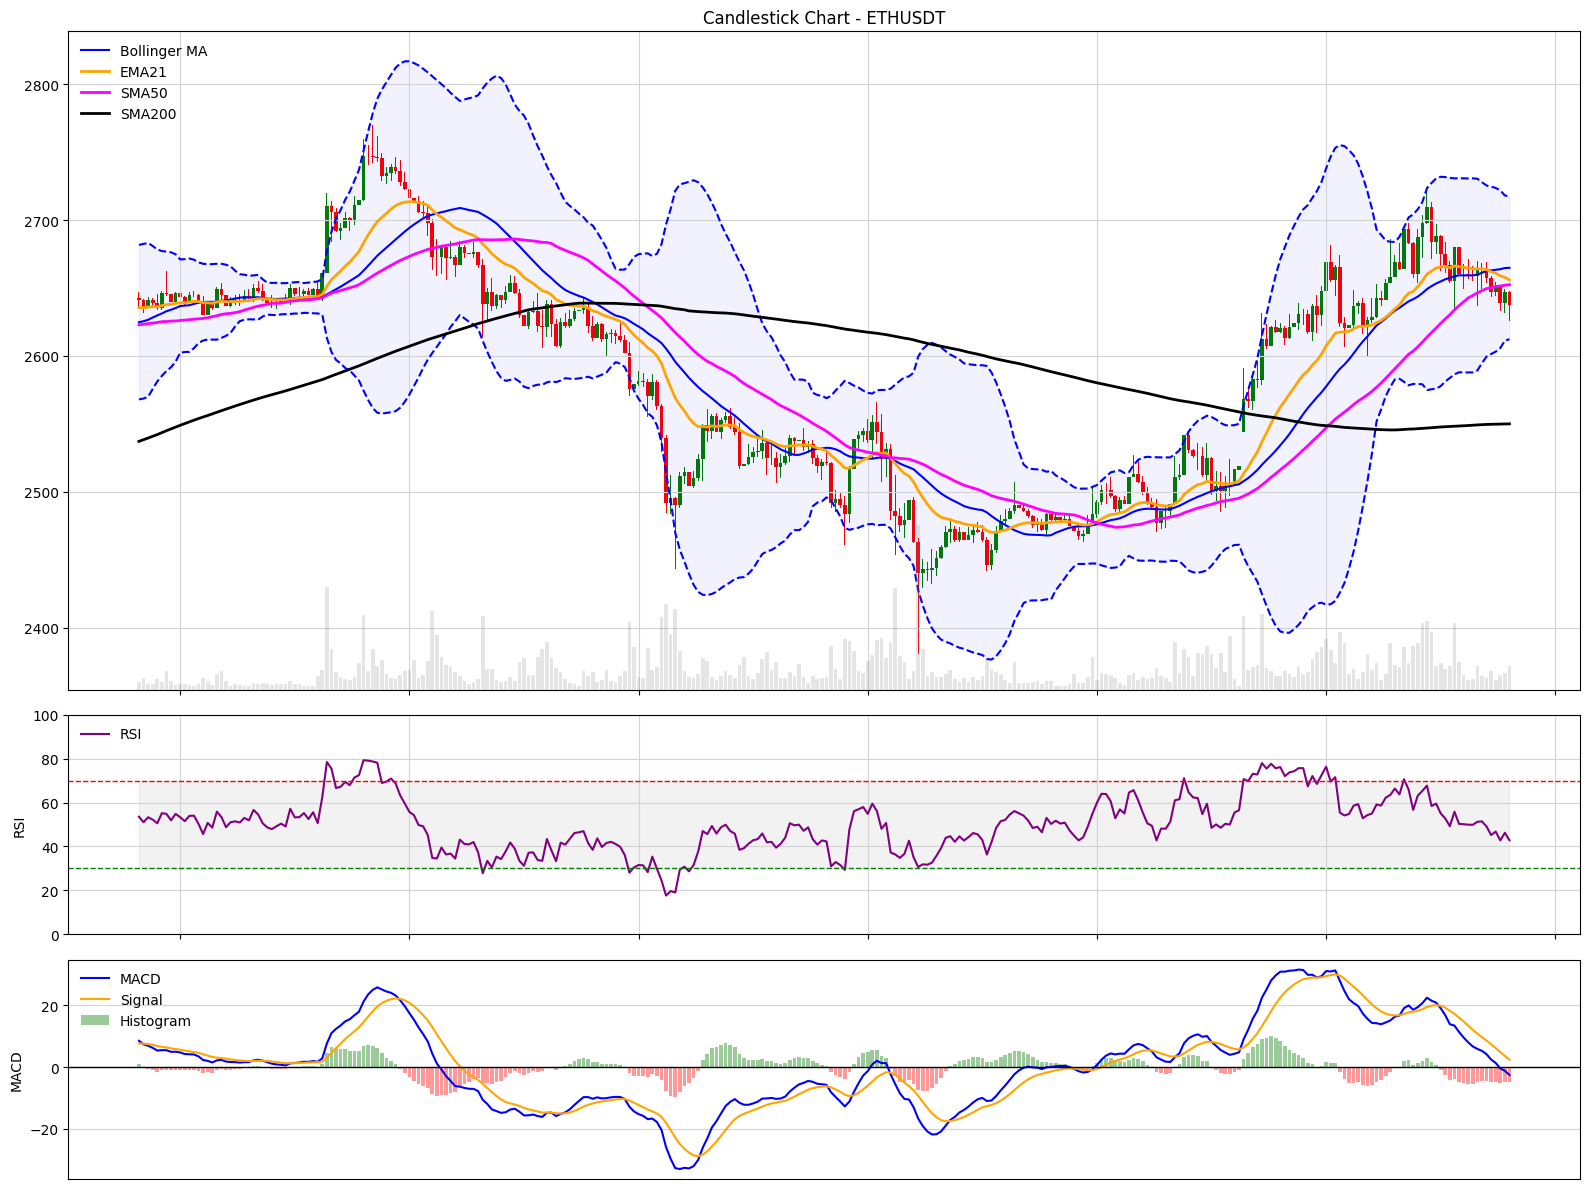 Candlestick Chart - ETHUSDT
Bollinger MA
EMA21
SMA50
SMA200
2800
2700
2600
2500
2400
RSI
100
80
60
40
20
0
RSI
MACD
Signal
Histogram
20
0
−20
MACD